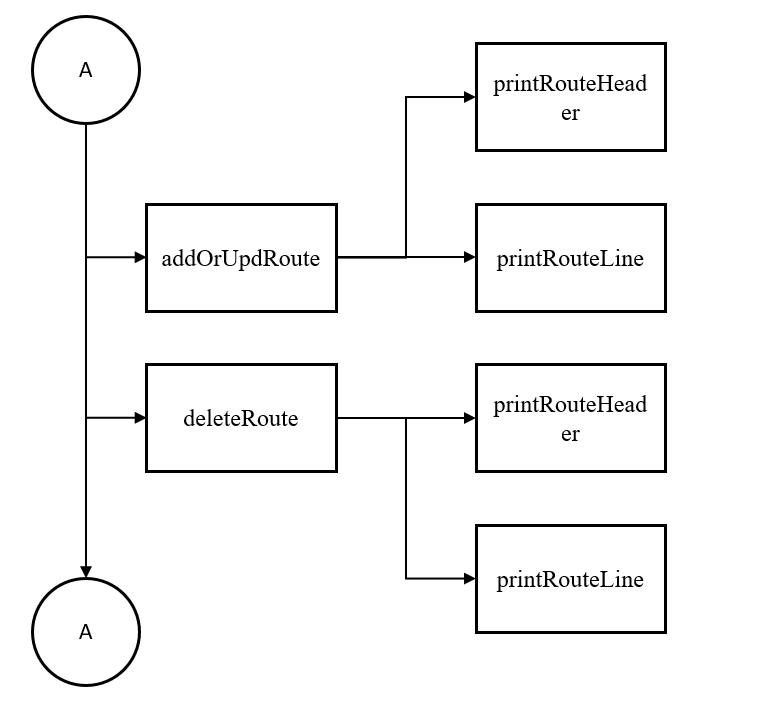 A
printRouteHead
er
addOrUpdRoute
printRouteLine
deleteRoute
printRouteHead
er
printRouteLine
A